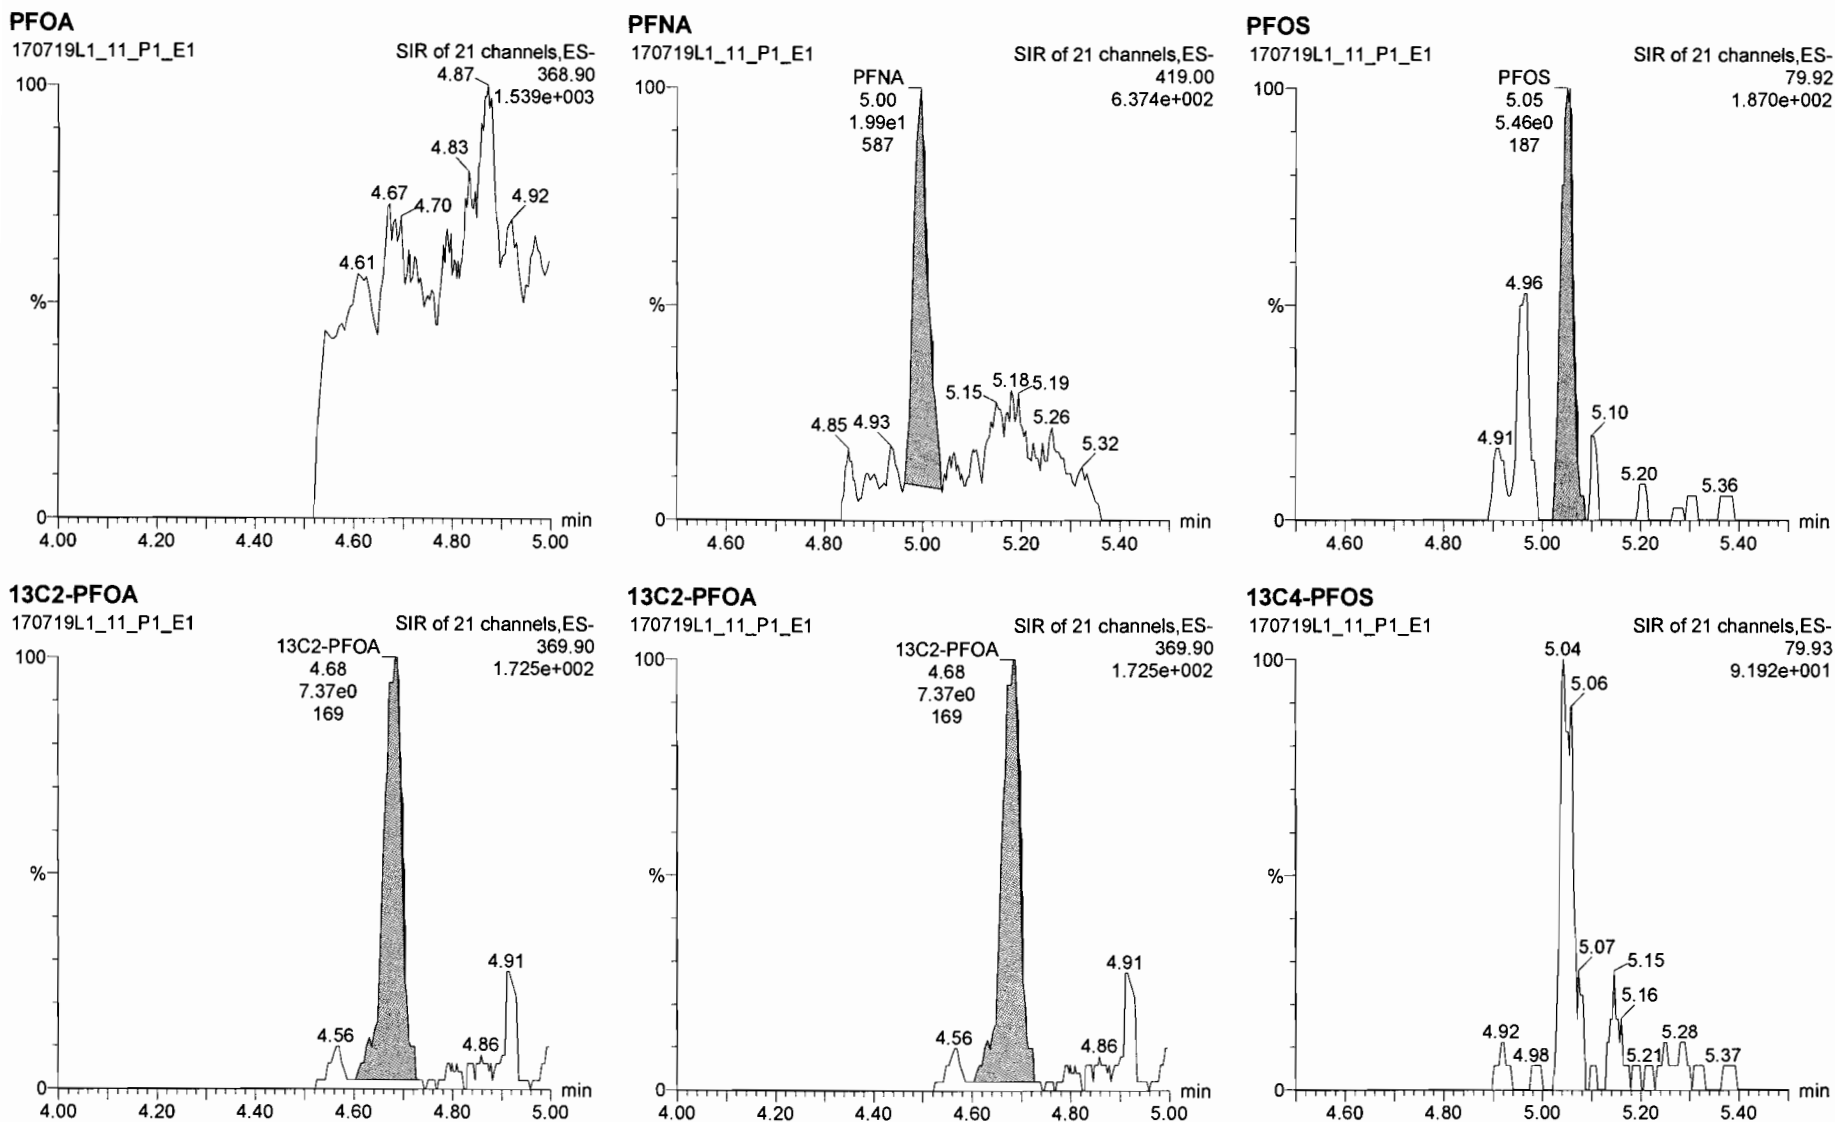 PFOA
170719L1_11_P1_E1
SIR of 21 channels,ES-
368.90
1.539e+003
100
4.87
4.83
4.67
4.70
4.92
4.61
%
0
min
4.00 4.20 4.40 4.60 4.80 5.00
PFNA
170719L1_11_P1_E1
SIR of 21 channels,ES-
419.00
6.374e+002
100
PFNA
5.00
1.99e1
587
5.15
5.18
5.19
5.26
4.85
4.93
5.32
%
0
min
4.60 4.80 5.00 5.20 5.40
PFOS
170719L1_11_P1_E1
SIR of 21 channels,ES-
79.92
1.870e+002
100
PFOS
5.05
5.46e0
187
4.96
5.10
4.91
5.20
5.36
%
0
min
4.60 4.80 5.00 5.20 5.40
13C2-PFOA
170719L1_11_P1_E1
SIR of 21 channels,ES-
369.90
1.725e+002
100
13C2-PFOA
4.68
7.37e0
169
4.91
4.56
4.86
%
0
min
4.00 4.20 4.40 4.60 4.80 5.00
13C2-PFOA
170719L1_11_P1_E1
SIR of 21 channels,ES-
369.90
1.725e+002
100
13C2-PFOA
4.68
7.37e0
169
4.91
4.56
4.86
%
0
min
4.00 4.20 4.40 4.60 4.80 5.00
13C4-PFOS
170719L1_11_P1_E1
SIR of 21 channels,ES-
79.93
9.192e+001
100
5.04
5.06
5.07
5.15
5.16
4.92
4.98
5.21
5.28
5.37
%
0
min
4.60 4.80 5.00 5.20 5.40